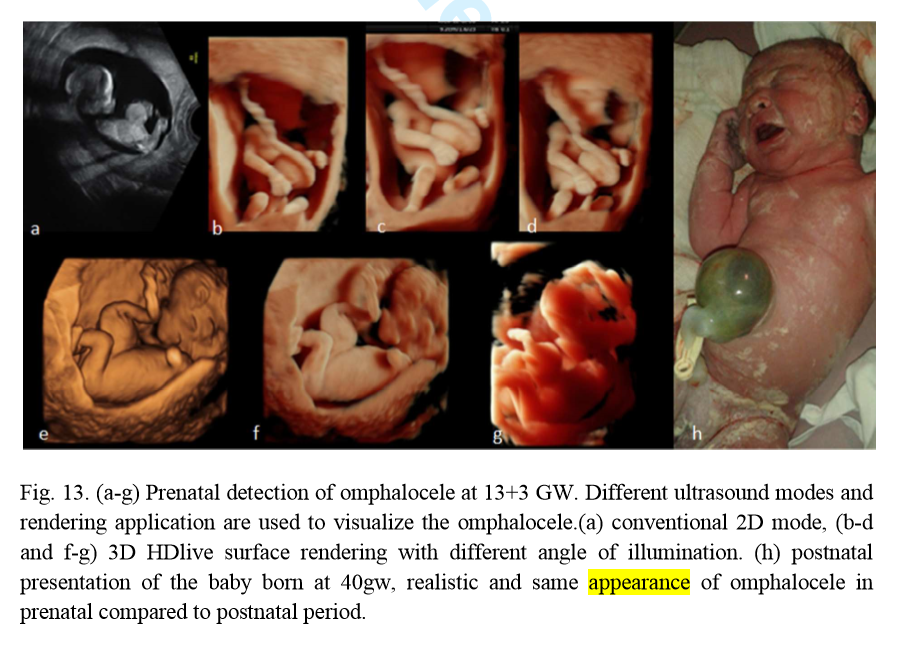 a
b
c
d
e
f
g
h
Fig. 13. (a-g) Prenatal detection of omphalocele at 13+3 GW. Different ultrasound modes and
rendering application are used to visualize the omphalocele.(a) conventional 2D mode, (b-d
and f-g) 3D HDlive surface rendering with different angle of illumination. (h) postnatal
presentation of the baby born at 40gw, realistic and same appearance of omphalocele in
prenatal compared to postnatal period.